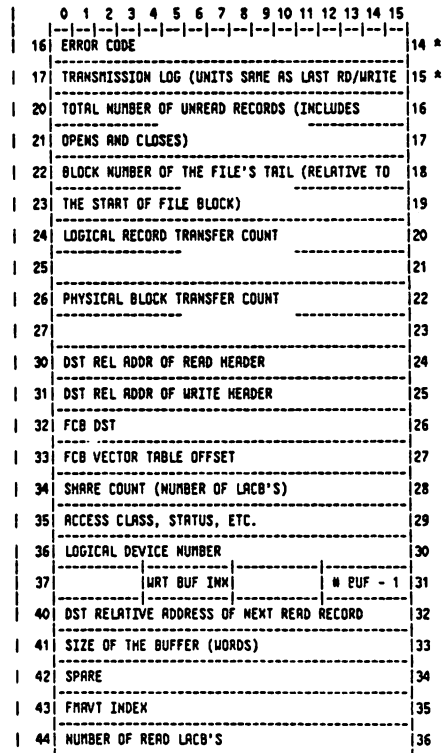 0 1 2 3 4 5 6 7 8 9 10 11 12 13 14 15
16| ERROR CODE |14 *
17| TRANSMISSION LOG (UNITS SAME AS LAST RD/WRITE |15 *
20| TOTAL NUMBER OF UNREAD RECORDS (INCLUDES |16
21| OPENS AND CLOSES) |17
22| BLOCK NUMBER OF THE FILE'S TAIL (RELATIVE TO |18
23| THE START OF FILE BLOCK) |19
24| LOGICAL RECORD TRANSFER COUNT |20
25| |21
26| PHYSICAL BLOCK TRANSFER COUNT |22
27| |23
30| DST REL ADDR OF READ HEADER |24
31| DST REL ADDR OF WRITE HEADER |25
32| FCB DST |26
33| FCB VECTOR TABLE OFFSET |27
34| SHARE COUNT (NUMBER OF LACB'S) |28
35| ACCESS CLASS, STATUS, ETC. |29
36| LOGICAL DEVICE NUMBER |30
37| |WRT BUF INX| | # BUF - 1 |31
40| DST RELATIVE ADDRESS OF NEXT READ RECORD |32
41| SIZE OF THE BUFFER (WORDS) |33
42| SPARE |34
43| FMAVT INDEX |35
44| NUMBER OF READ LACB'S |36